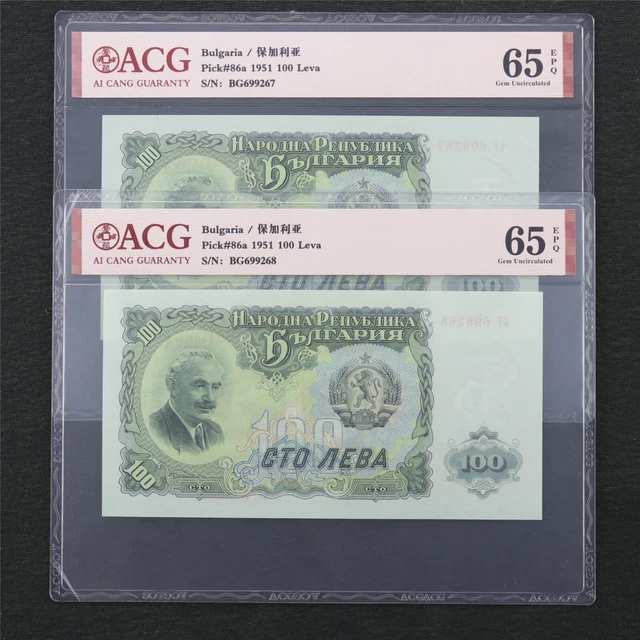 ACG
AI CANG GUARANTY
Bulgaria / 保加利亚
Pick#86a 1951 100 Leva
S/N: BG699267
65 EPQ
Gem Uncirculated
100
НАРОДНА РЕПУБЛИКА
БЪЛГАРИЯ
ACG
AI CANG GUARANTY
Bulgaria / 保加利亚
Pick#86a 1951 100 Leva
S/N: BG699268
65 EPQ
Gem Uncirculated
100
НАРОДНА РЕПУБЛИКА
БЪЛГАРИЯ
100
СТО ЛЕВА
100
100
СТО
СТО